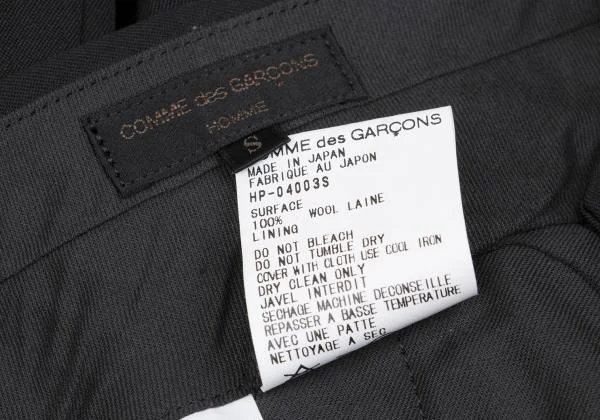 COMME des GARÇONS
HOMME
S
OMME des GARÇONS
MADE IN JAPAN
FABRIQUE AU JAPON
HP-04003S
SURFACE
100% WOOL LAINE
LINING
DO NOT BLEACH
DO NOT TUMBLE DRY
COVER WITH CLOTH USE COOL IRON
DRY CLEAN ONLY
JAVEL INTERDIT
SECHAGE MACHINE DECONSEILLE
REPASSER A BASSE TEMPERATURE
AVEC UNE PATTE
NETTOYAGE A SEC